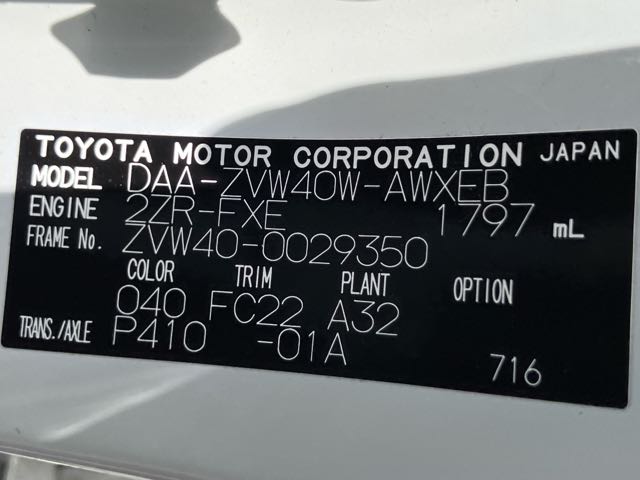 TOYOTA MOTOR CORPORATION JAPAN
MODEL DAA-ZVW40W-AWXEB
ENGINE 2ZR-FXE 1797 mL
FRAME No. ZVW40-0029350
COLOR TRIM PLANT OPTION
040 FC22 A32
TRANS./AXLE P410 -01A
716